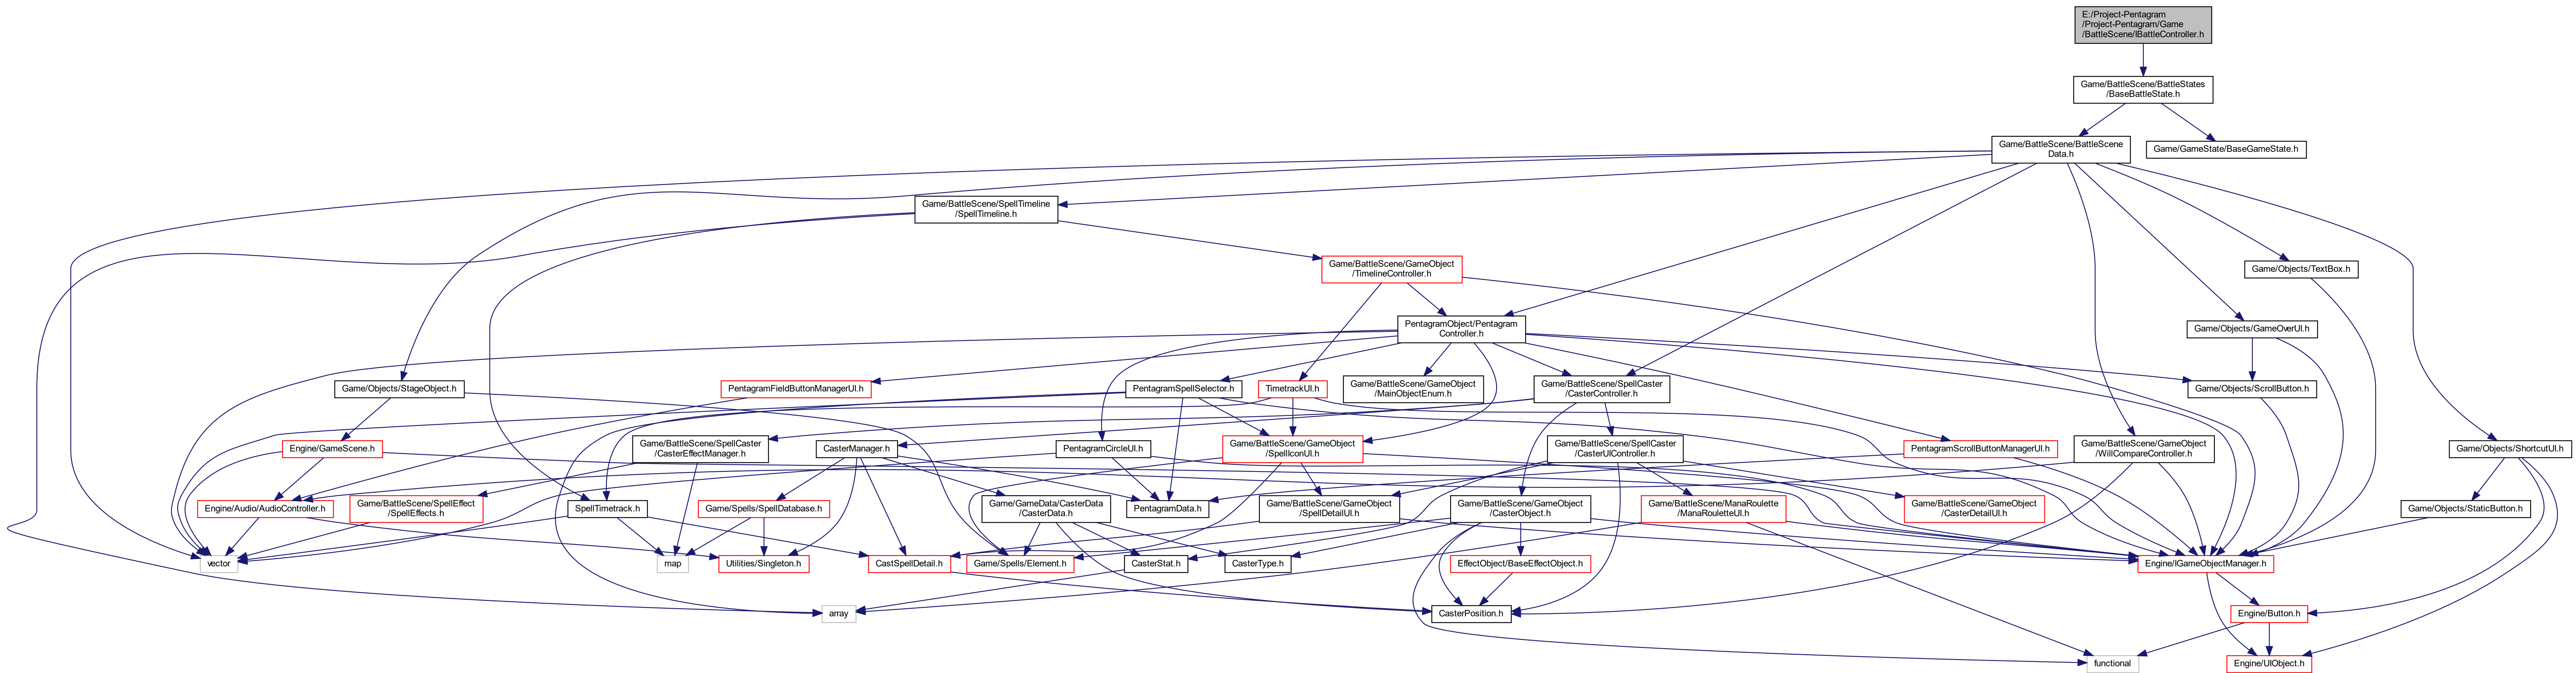 E:/Project-Pentagram
/Project-Pentagram/Game
/BattleScene/IBattleController.h
Game/BattleScene/BattleStates
/BaseBattleState.h
Game/BattleScene/BattleScene
Data.h
Game/GameState/BaseGameState.h
Game/BattleScene/SpellTimeline
/SpellTimeline.h
Game/BattleScene/GameObject
/TimelineController.h
Game/Objects/TextBox.h
PentagramObject/Pentagram
Controller.h
Game/Objects/GameOverUI.h
Game/Objects/StageObject.h
PentagramFieldButtonManagerUI.h
PentagramSpellSelector.h
TimetrackUI.h
Game/BattleScene/GameObject
/MainObjectEnum.h
Game/BattleScene/SpellCaster
/CasterController.h
Game/Objects/ScrollButton.h
Engine/GameScene.h
Game/BattleScene/SpellCaster
/CasterEffectManager.h
CasterManager.h
PentagramCircleUI.h
Game/BattleScene/GameObject
/SpellIconUI.h
Game/BattleScene/SpellCaster
/CasterUIController.h
PentagramScrollButtonManagerUI.h
Game/BattleScene/GameObject
/WillCompareController.h
Game/Objects/ShortcutUI.h
Engine/Audio/AudioController.h
Game/BattleScene/SpellEffect
/SpellEffects.h
SpellTimetrack.h
Game/Spells/SpellDatabase.h
Game/GameData/CasterData
/CasterData.h
PentagramData.h
Game/BattleScene/GameObject
/SpellDetailUI.h
Game/BattleScene/GameObject
/CasterObject.h
Game/BattleScene/ManaRoulette
/ManaRouletteUI.h
Game/BattleScene/GameObject
/CasterDetailUI.h
Game/Objects/StaticButton.h
vector
map
Utilities/Singleton.h
CastSpellDetail.h
Game/Spells/Element.h
CasterStat.h
CasterType.h
EffectObject/BaseEffectObject.h
Engine/IGameObjectManager.h
array
CasterPosition.h
Engine/Button.h
functional
Engine/UIObject.h